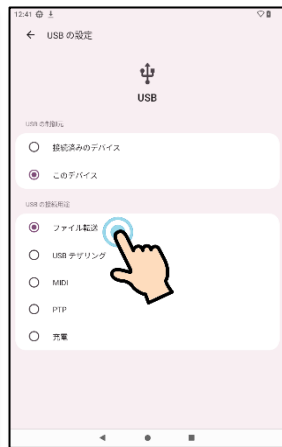 12:41
USB の設定
USB
USB の制御元
接続済みのデバイス
このデバイス
USB の接続用途
ファイル転送
USB テザリング
MIDI
PTP
充電